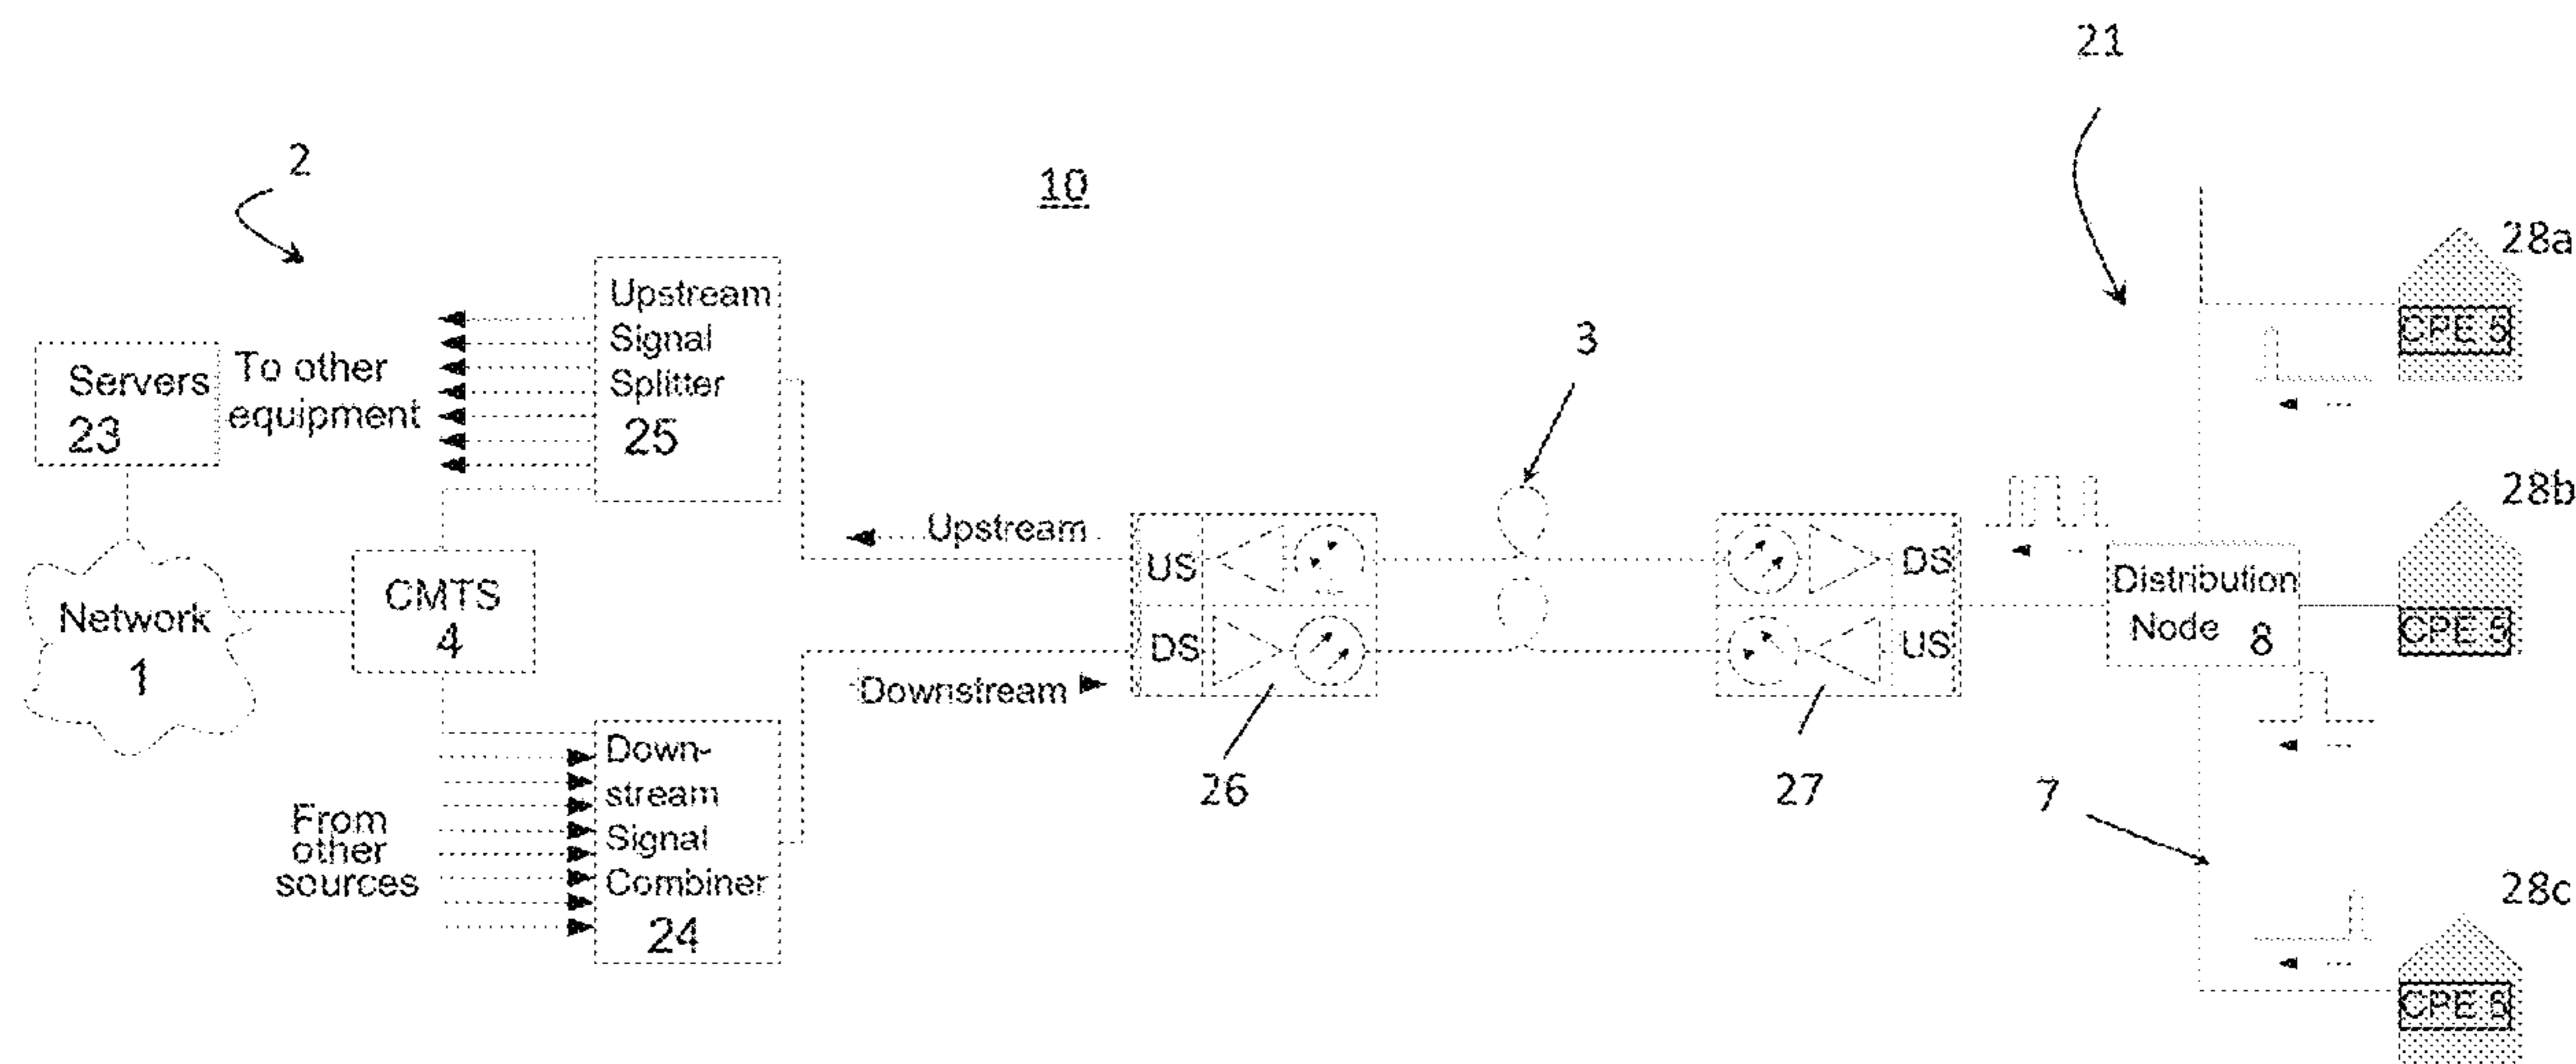 21
2
10
28a
Upstream
Signal
Splitter
25
Servers
23
To other
equipment
3
CPE 5
28b
Upstream
US
DS
DS
US
Distribution
Node 8
CPE 5
Network
1
CMTS
4
Downstream
26
27
7
Down-
stream
Signal
Combiner
24
From
other
sources
28c
CPE 5